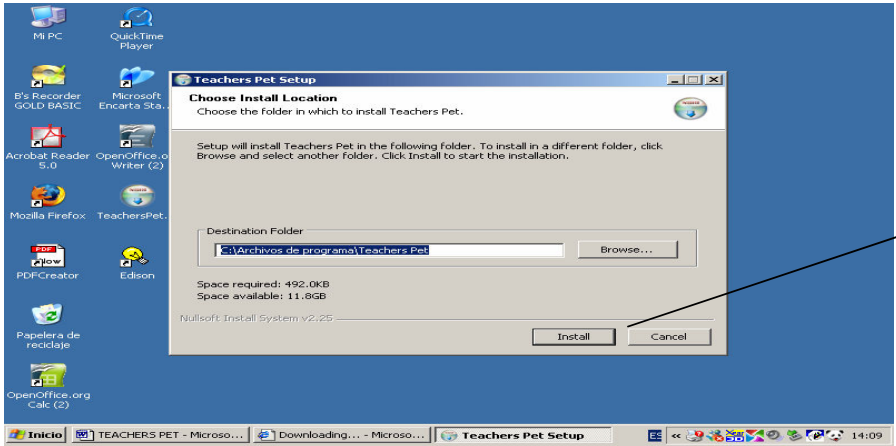 Mi PC
QuickTime
Player
B's Recorder
GOLD BASIC
Microsoft
Encarta Sta...
Acrobat Reader
5.0
OpenOffice.o
Writer (2)
Mozilla Firefox
TeachersPet.
PDFCreator
Edison
Papelera de
reciclaje
OpenOffice.org
Calc (2)
Teachers Pet Setup
Choose Install Location
Choose the folder in which to install Teachers Pet.
Setup will install Teachers Pet in the following folder. To install in a different folder, click
Browse and select another folder. Click Install to start the installation.
Destination Folder
C:\Archivos de programa\Teachers Pet
Browse...
Space required: 492.0KB
Space available: 11.8GB
Nullsoft Install System v2.25
Install
Cancel
Inicio
TEACHERS PET - Microso...
Downloading... - Microso...
Teachers Pet Setup
ES
«
14:09